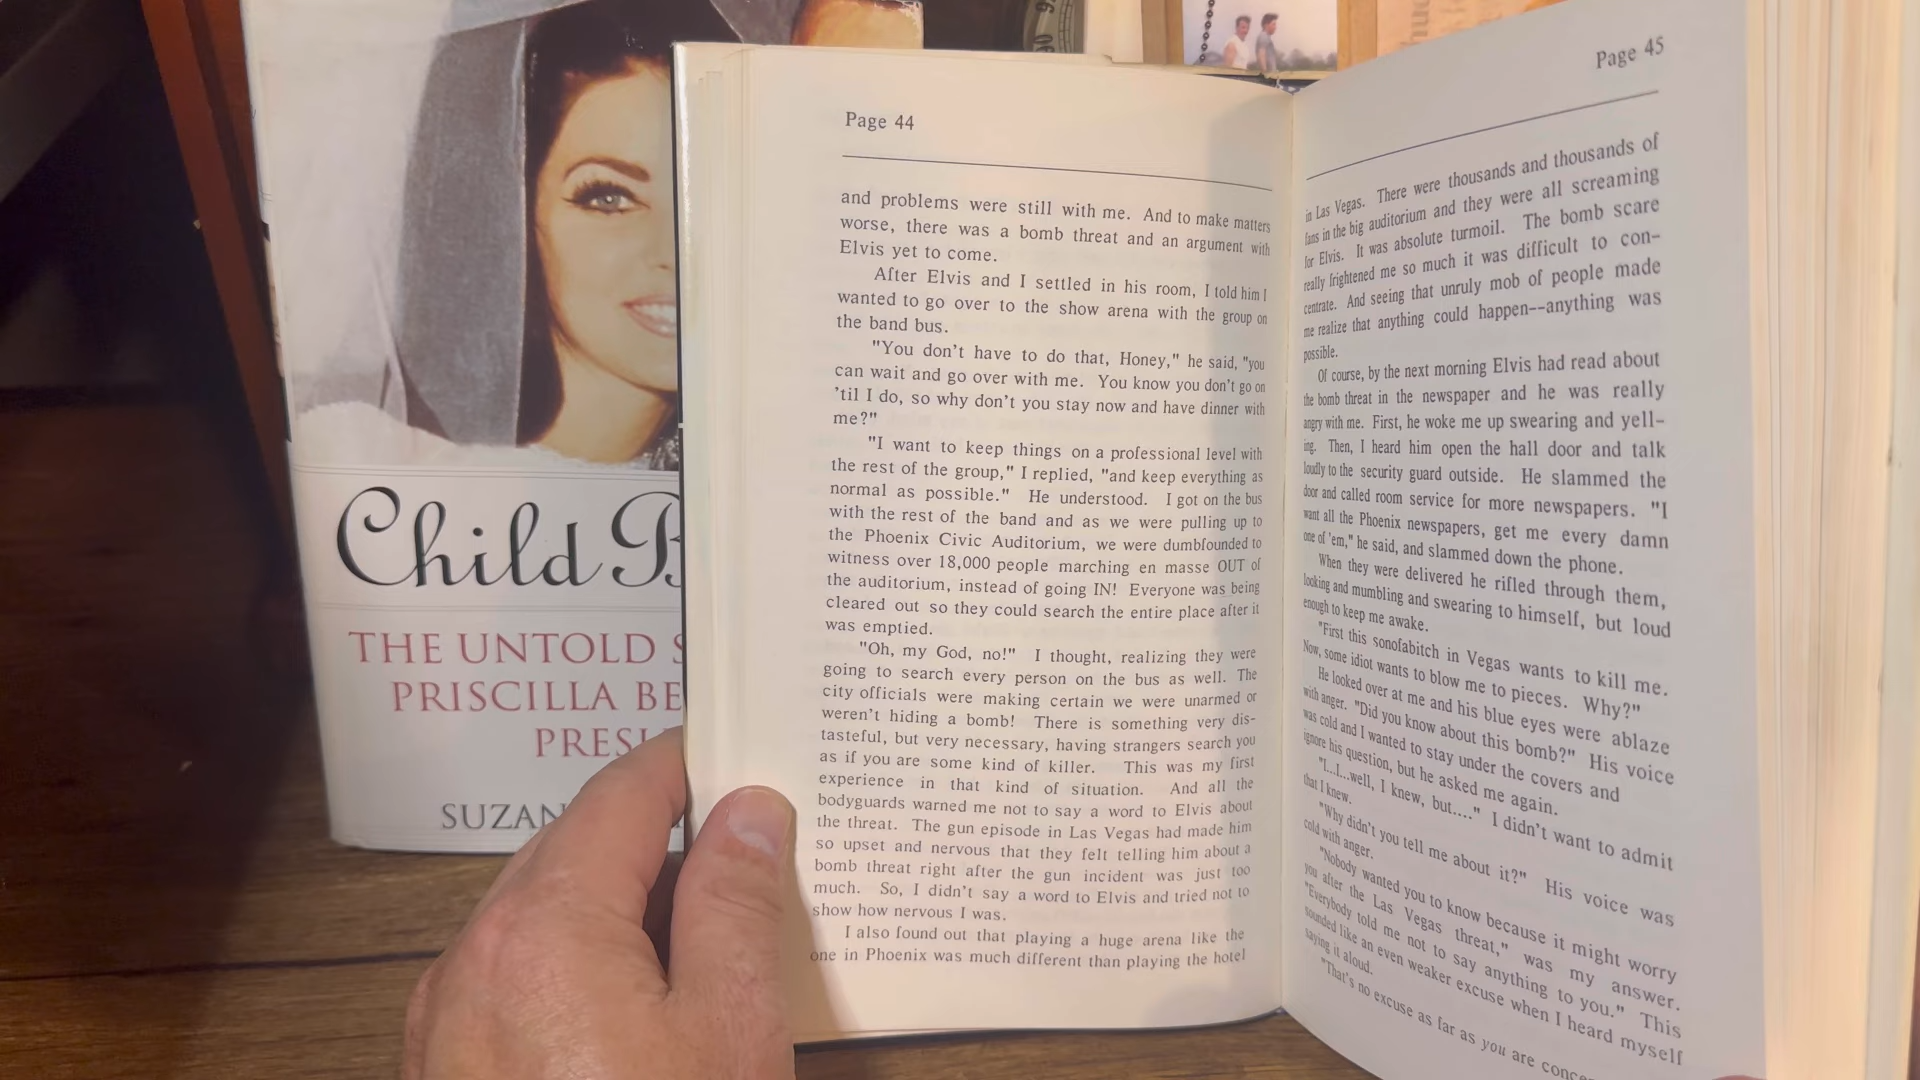 Child B
THE UNTOLD S
PRISCILLA BE
PRESL
SUZAN
Page 44
and problems were still with me. And to make matters
worse, there was a bomb threat and an argument with
Elvis yet to come.
After Elvis and I settled in his room, I told him I
wanted to go over to the show arena with the group on
the band bus.
"You don't have to do that, Honey," he said, "you
can wait and go over with me. You know you don't go on
'til I do, so why don't you stay now and have dinner with
me?"
"I want to keep things on a professional level with
the rest of the group," I replied, "and keep everything as
normal as possible." He understood. I got on the bus
with the rest of the band and as we were pulling up to
the Phoenix Civic Auditorium, we were dumbfounded to
witness over 18,000 people marching en masse OUT of
the auditorium, instead of going IN! Everyone was being
cleared out so they could search the entire place after it
was emptied.
"Oh, my God, no!" I thought, realizing they were
going to search every person on the bus as well. The
city officials were making certain we were unarmed or
weren't hiding a bomb! There is something very dis-
tasteful, but very necessary, having strangers search you
as if you are some kind of killer. This was my first
experience in that kind of situation. And all the
bodyguards warned me not to say a word to Elvis about
the threat. The gun episode in Las Vegas had made him
so upset and nervous that they felt telling him about a
bomb threat right after the gun incident was just too
much. So, I didn't say a word to Elvis and tried not to
show how nervous I was.
I also found out that playing a huge arena like the
one in Phoenix was much different than playing the hotel
Page 45
in Las Vegas. There were thousands and thousands of
fans in the big auditorium and they were all screaming
for Elvis. It was absolute turmoil. The bomb scare
really frightened me so much it was difficult to con-
centrate. And seeing that unruly mob of people made
me realize that anything could happen--anything was
possible.
Of course, by the next morning Elvis had read about
the bomb threat in the newspaper and he was really
angry with me. First, he woke me up swearing and yell-
ing. Then, I heard him open the hall door and talk
loudly to the security guard outside. He slammed the
door and called room service for more newspapers. "I
want all the Phoenix newspapers, get me every damn
one of 'em," he said, and slammed down the phone.
When they were delivered he rifled through them,
looking and mumbling and swearing to himself, but loud
enough to keep me awake.
"First this sonofabitch in Vegas wants to kill me.
Now, some idiot wants to blow me to pieces. Why?"
He looked over at me and his blue eyes were ablaze
with anger. "Did you know about this bomb?" His voice
was cold and I wanted to stay under the covers and
ignore his question, but he asked me again.
"I...I...well, I knew, but...." I didn't want to admit
that I knew.
"Why didn't you tell me about it?" His voice was
cold with anger.
"Nobody wanted you to know because it might worry
you after the Las Vegas threat," was my answer.
"Everybody told me not to say anything to you." This
sounded like an even weaker excuse when I heard myself
saying it aloud.
"That's no excuse as far as you are conce